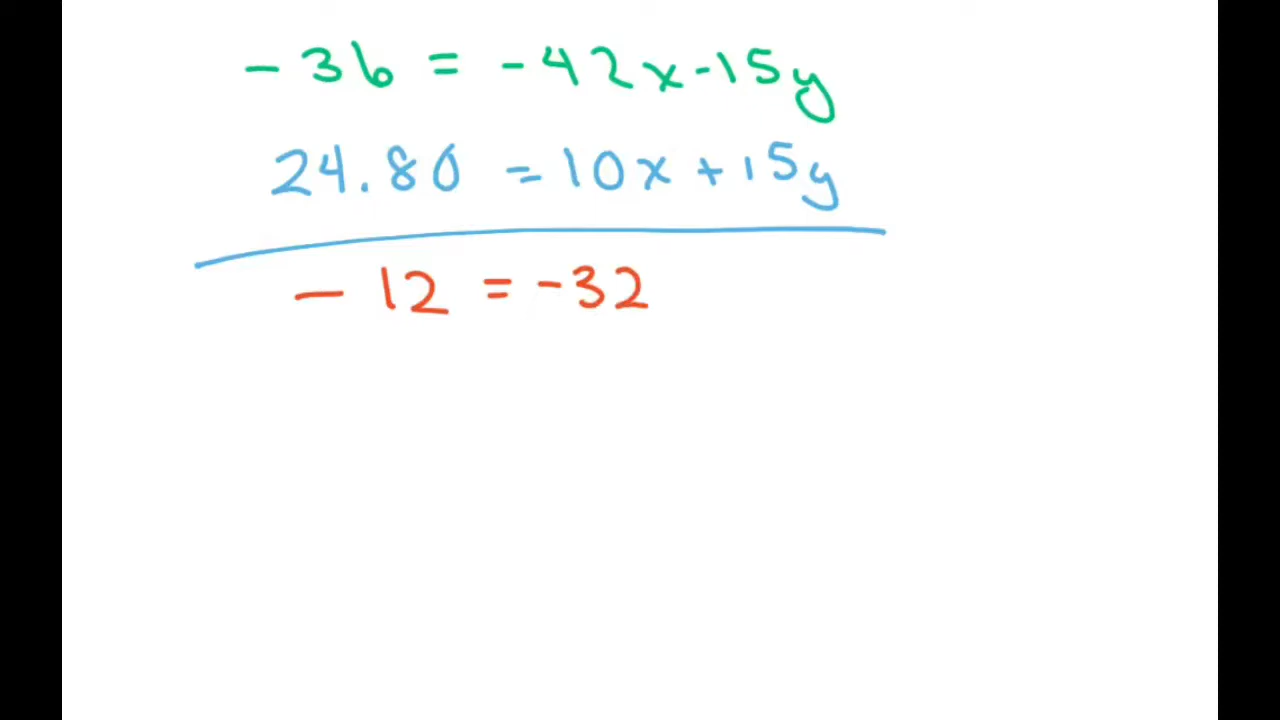 - 36 = - 42x - 15y
24.80 = 10x + 15y
- 12 = - 32